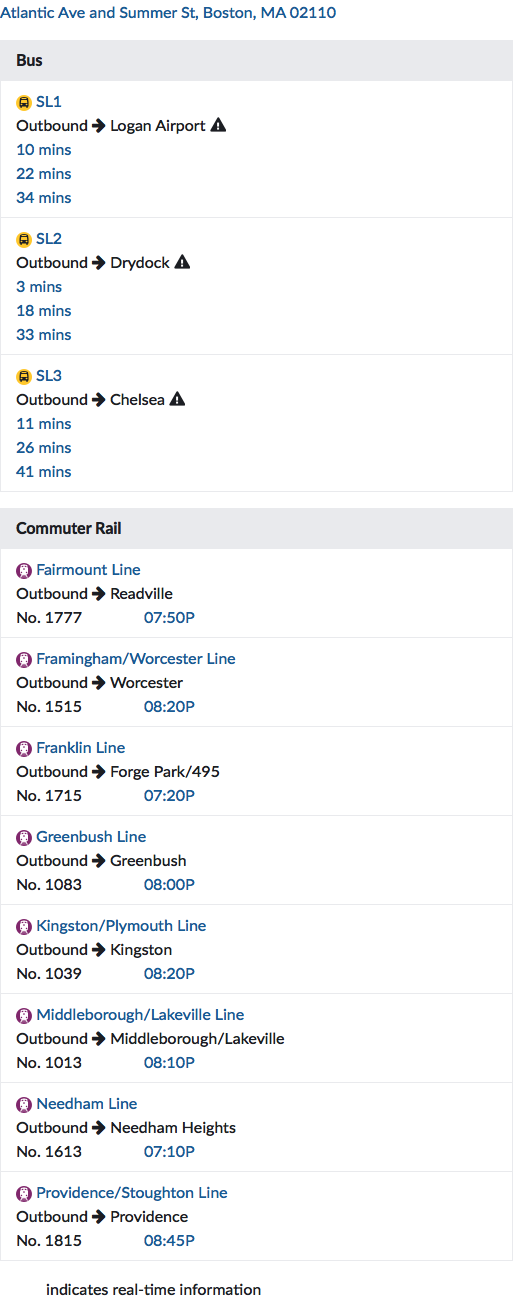 Atlantic Ave and Summer St, Boston, MA 02110
Bus
SL1
Outbound → Logan Airport
10 mins
22 mins
34 mins
SL2
Outbound → Drydock
3 mins
18 mins
33 mins
SL3
Outbound → Chelsea
11 mins
26 mins
41 mins
Commuter Rail
Fairmount Line
Outbound → Readville
No. 1777 07:50P
Framingham/Worcester Line
Outbound → Worcester
No. 1515 08:20P
Franklin Line
Outbound → Forge Park/495
No. 1715 07:20P
Greenbush Line
Outbound → Greenbush
No. 1083 08:00P
Kingston/Plymouth Line
Outbound → Kingston
No. 1039 08:20P
Middleborough/Lakeville Line
Outbound → Middleborough/Lakeville
No. 1013 08:10P
Needham Line
Outbound → Needham Heights
No. 1613 07:10P
Providence/Stoughton Line
Outbound → Providence
No. 1815 08:45P
indicates real-time information